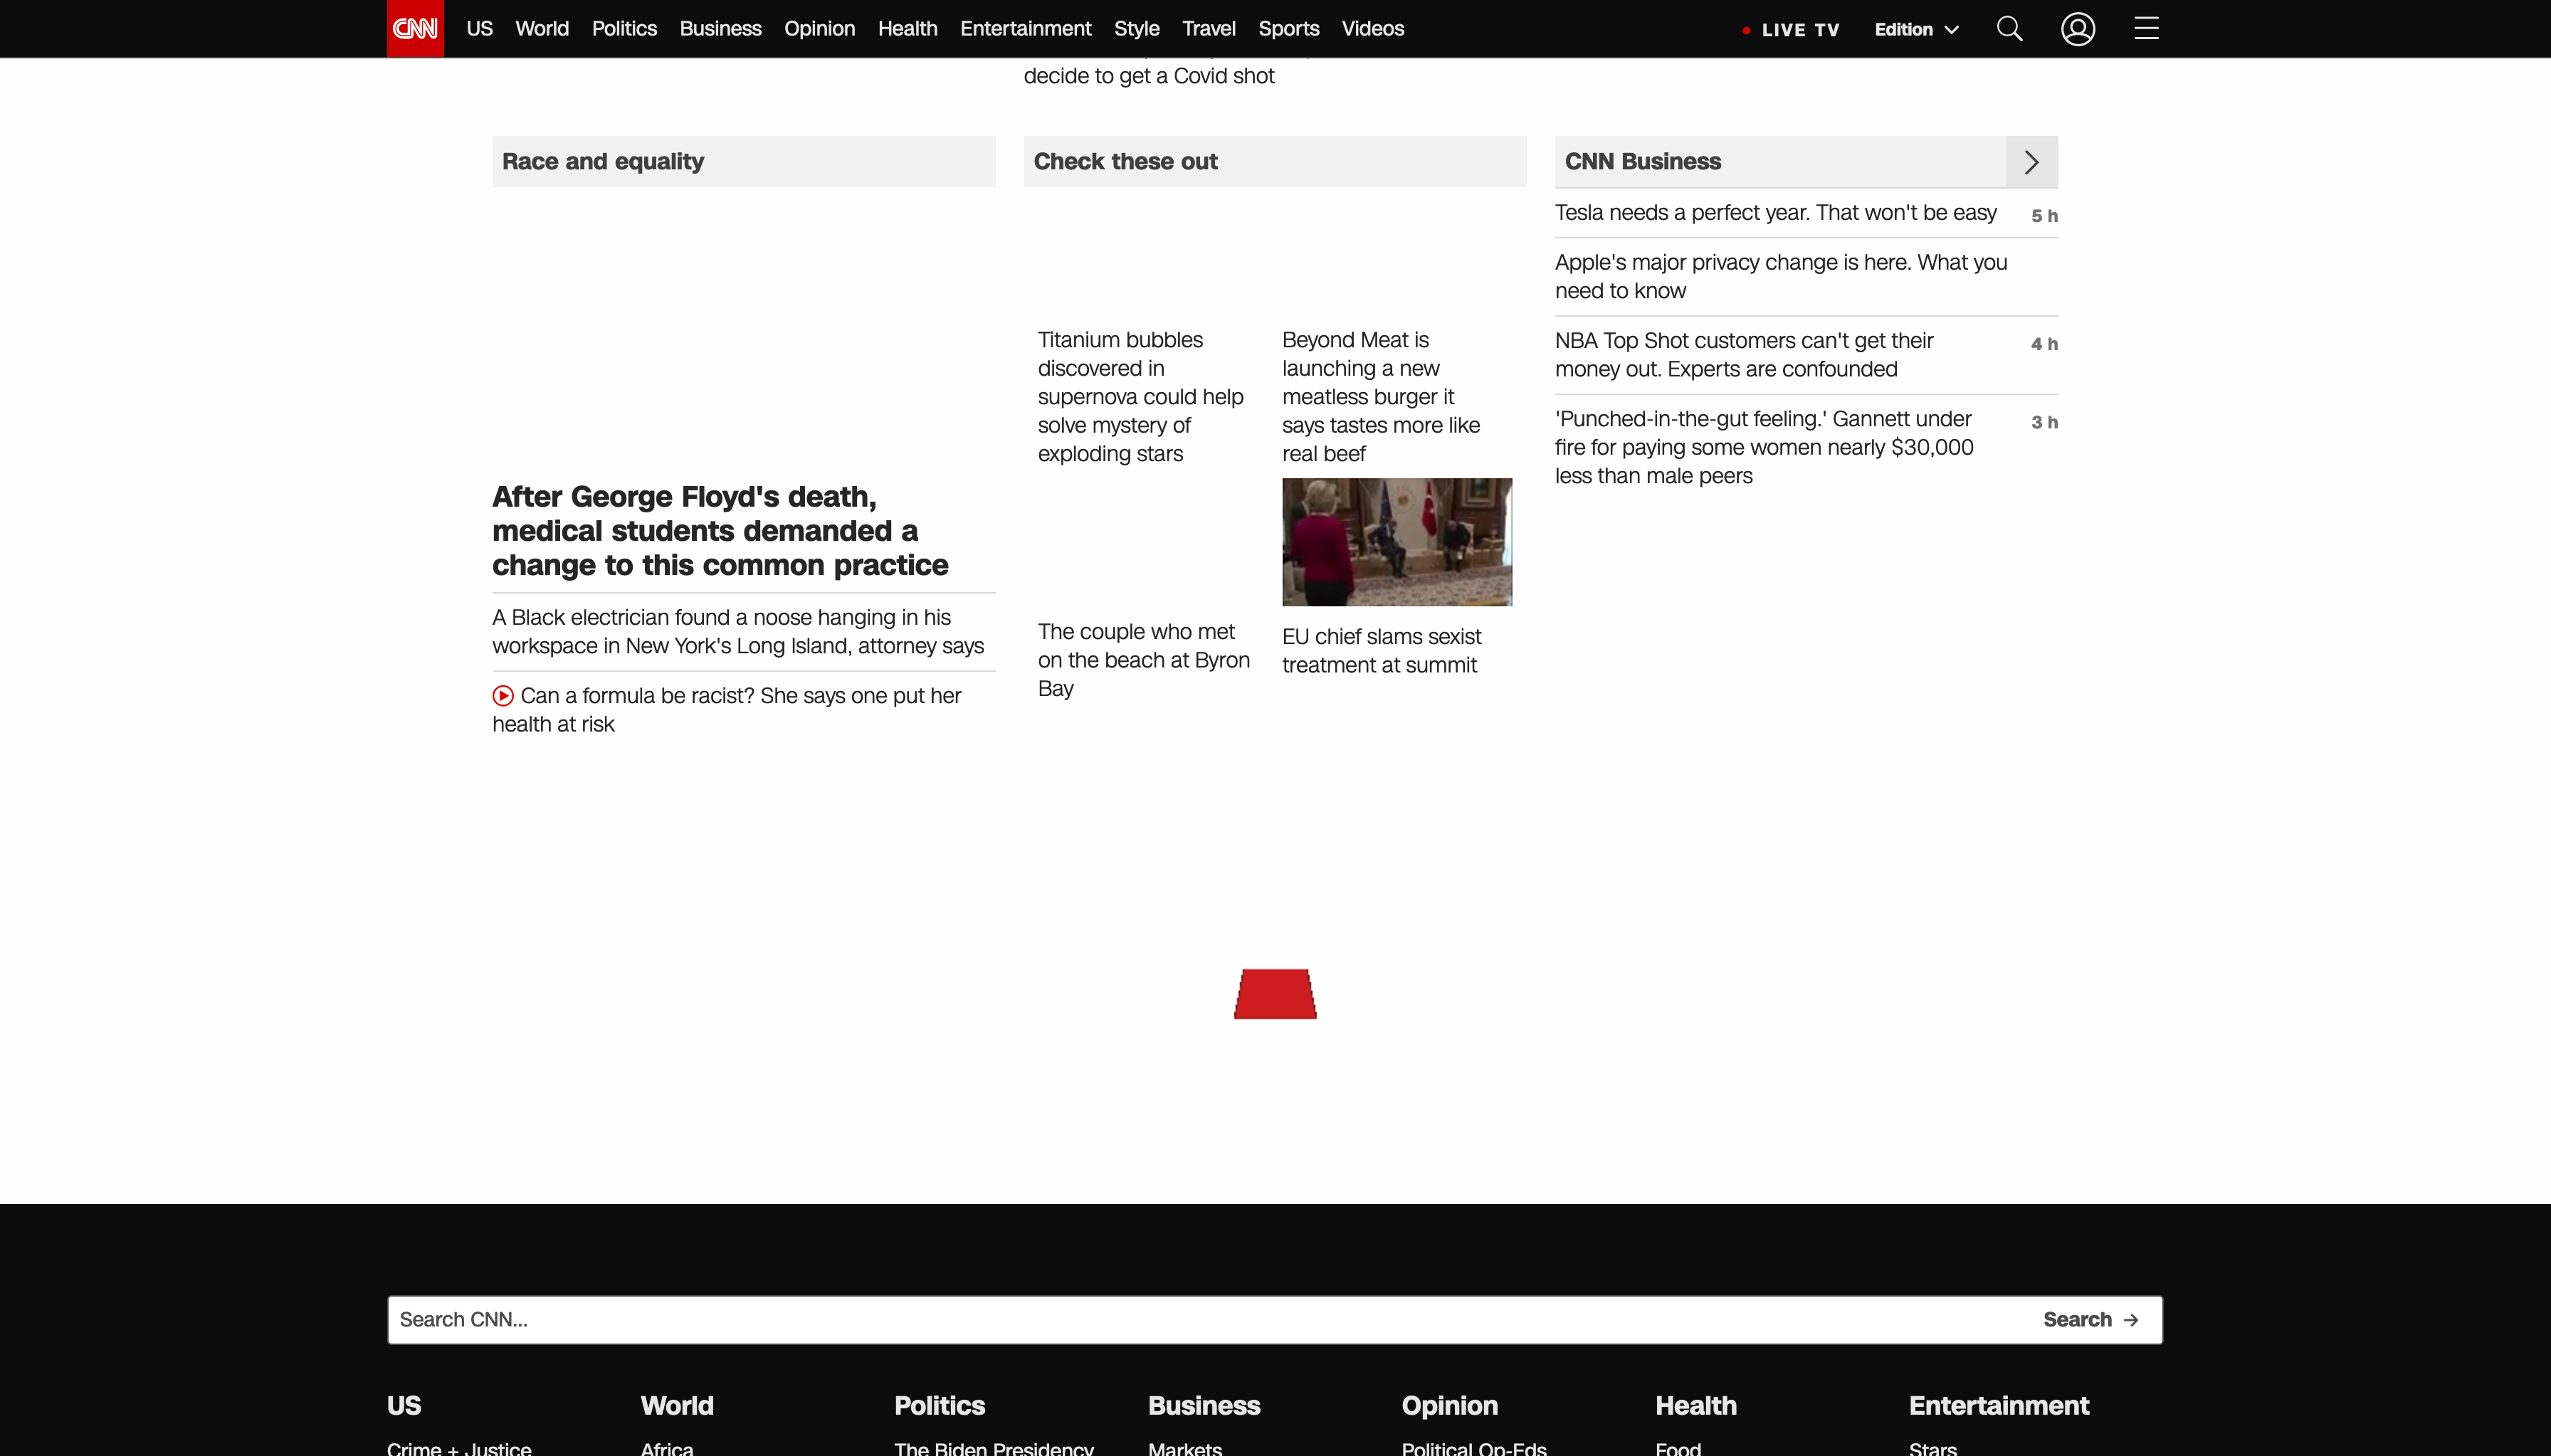 CNN US World Politics Business Opinion Health Entertainment Style Travel Sports Videos LIVE TV Edition
decide to get a Covid shot
Race and equality
After George Floyd's death,
medical students demanded a
change to this common practice
A Black electrician found a noose hanging in his
workspace in New York's Long Island, attorney says
Can a formula be racist? She says one put her
health at risk
Check these out
Titanium bubbles
discovered in
supernova could help
solve mystery of
exploding stars
Beyond Meat is
launching a new
meatless burger it
says tastes more like
real beef
The couple who met
on the beach at Byron
Bay
EU chief slams sexist
treatment at summit
CNN Business
Tesla needs a perfect year. That won't be easy 5 h
Apple's major privacy change is here. What you
need to know
NBA Top Shot customers can't get their 4 h
money out. Experts are confounded
'Punched-in-the-gut feeling.' Gannett under 3 h
fire for paying some women nearly $30,000
less than male peers
Search CNN... Search
US World Politics Business Opinion Health Entertainment
Crime + Justice Africa The Biden Presidency Markets Political Op-Eds Food Stars